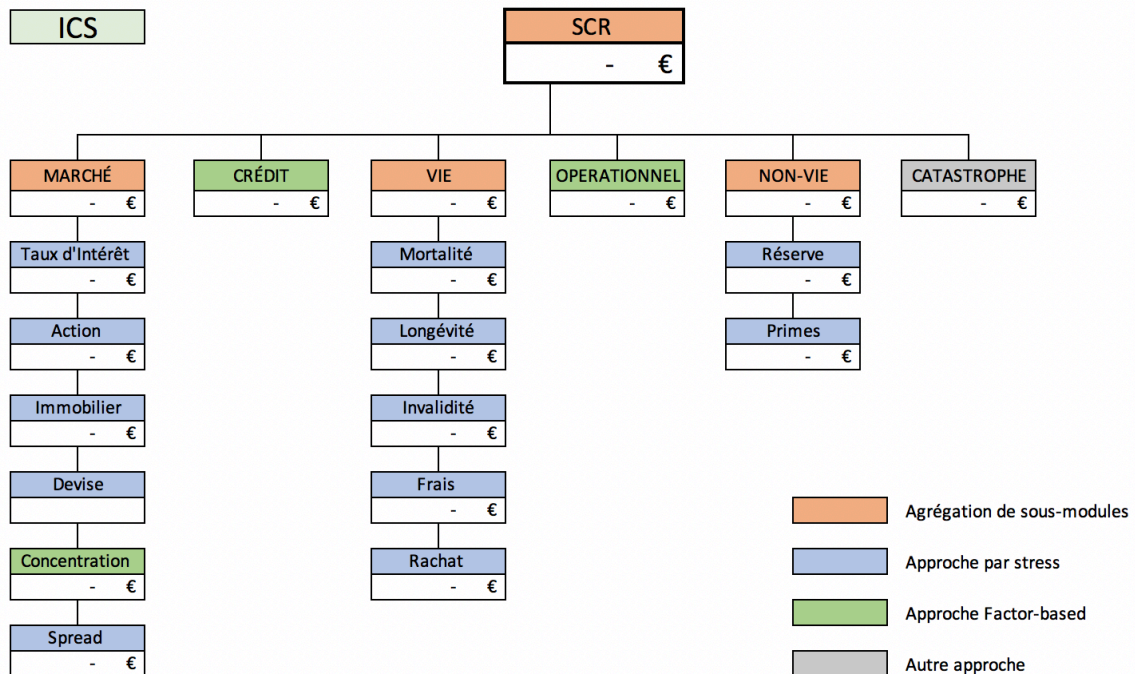 ICS
SCR
- €
MARCHÉ
- €
CRÉDIT
- €
VIE
- €
OPERATIONNEL
- €
NON-VIE
- €
CATASTROPHE
- €
Taux d'Intérêt
- €
Action
- €
Immobilier
- €
Devise
Concentration
- €
Spread
- €
Mortalité
- €
Longévité
- €
Invalidité
- €
Frais
- €
Rachat
- €
Réserve
- €
Primes
- €
Agrégation de sous-modules
Approche par stress
Approche Factor-based
Autre approche